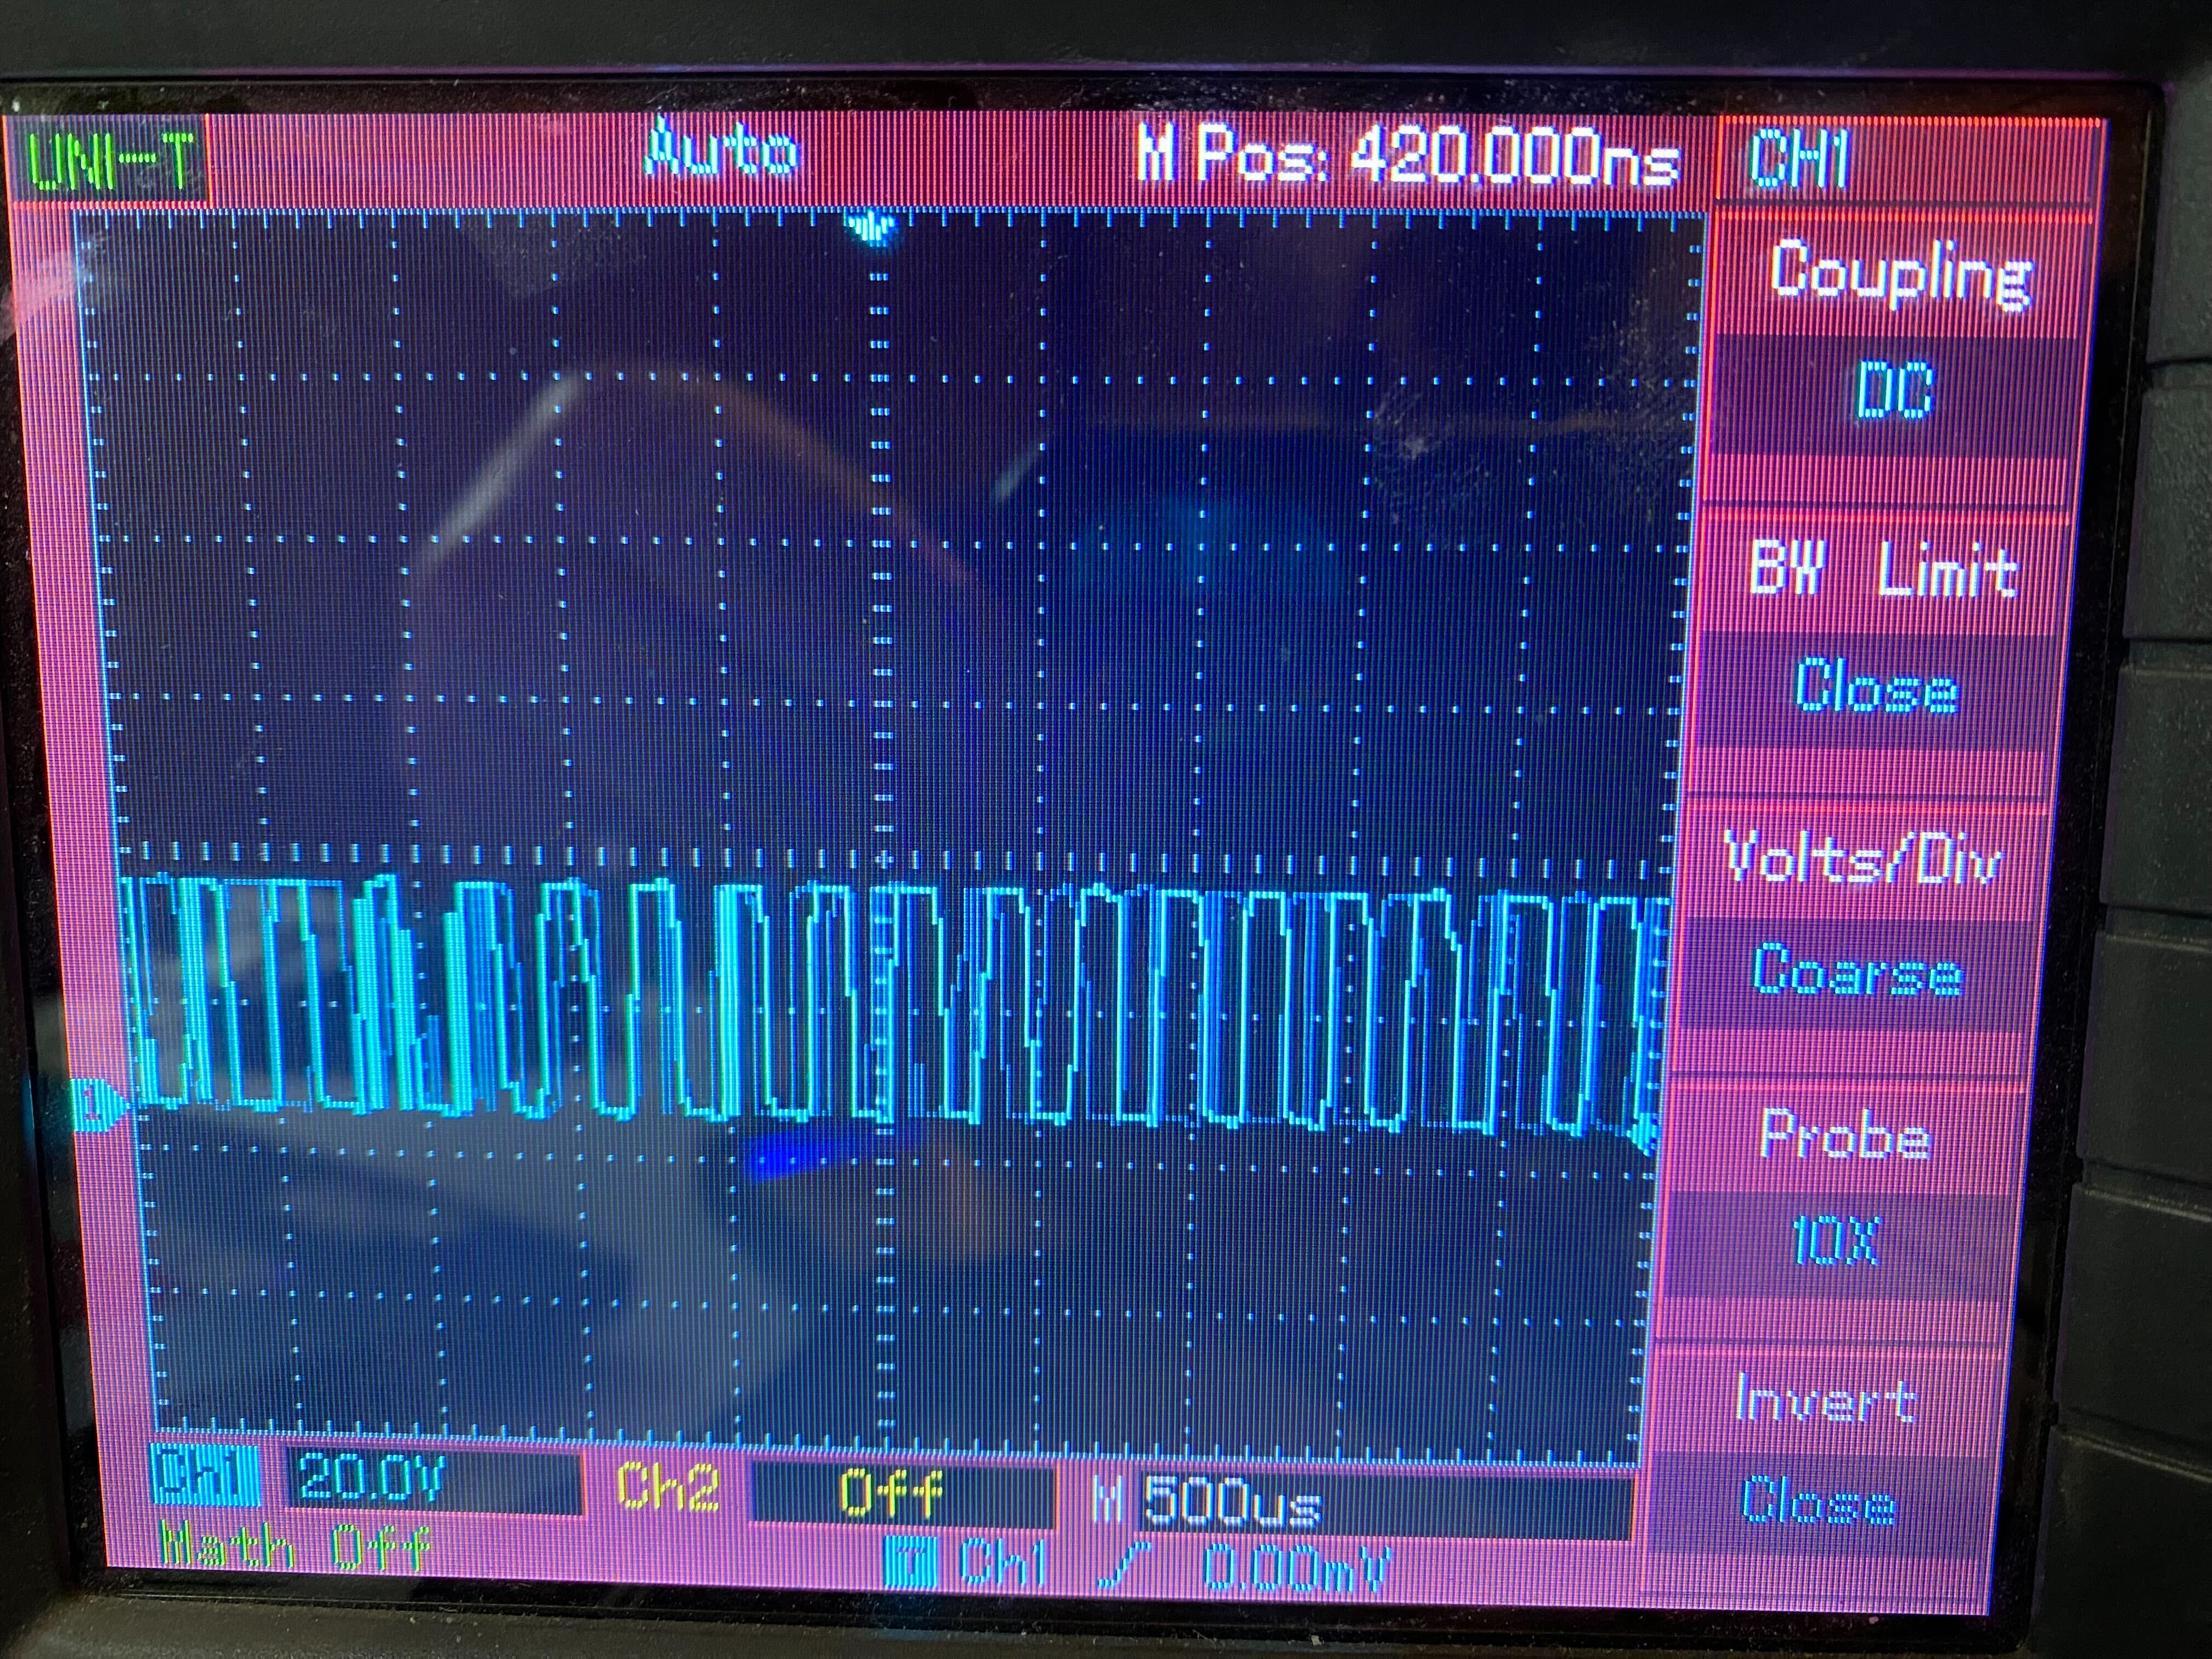 UNI-T Auto M Pos: 420.000ns CH1
Coupling
DC
BW Limit
Close
Volts/Div
Coarse
Probe
10X
Invert
Close
1
Ch1 20.0V Ch2 Off M 500us
Math Off T Ch1 0.00mV